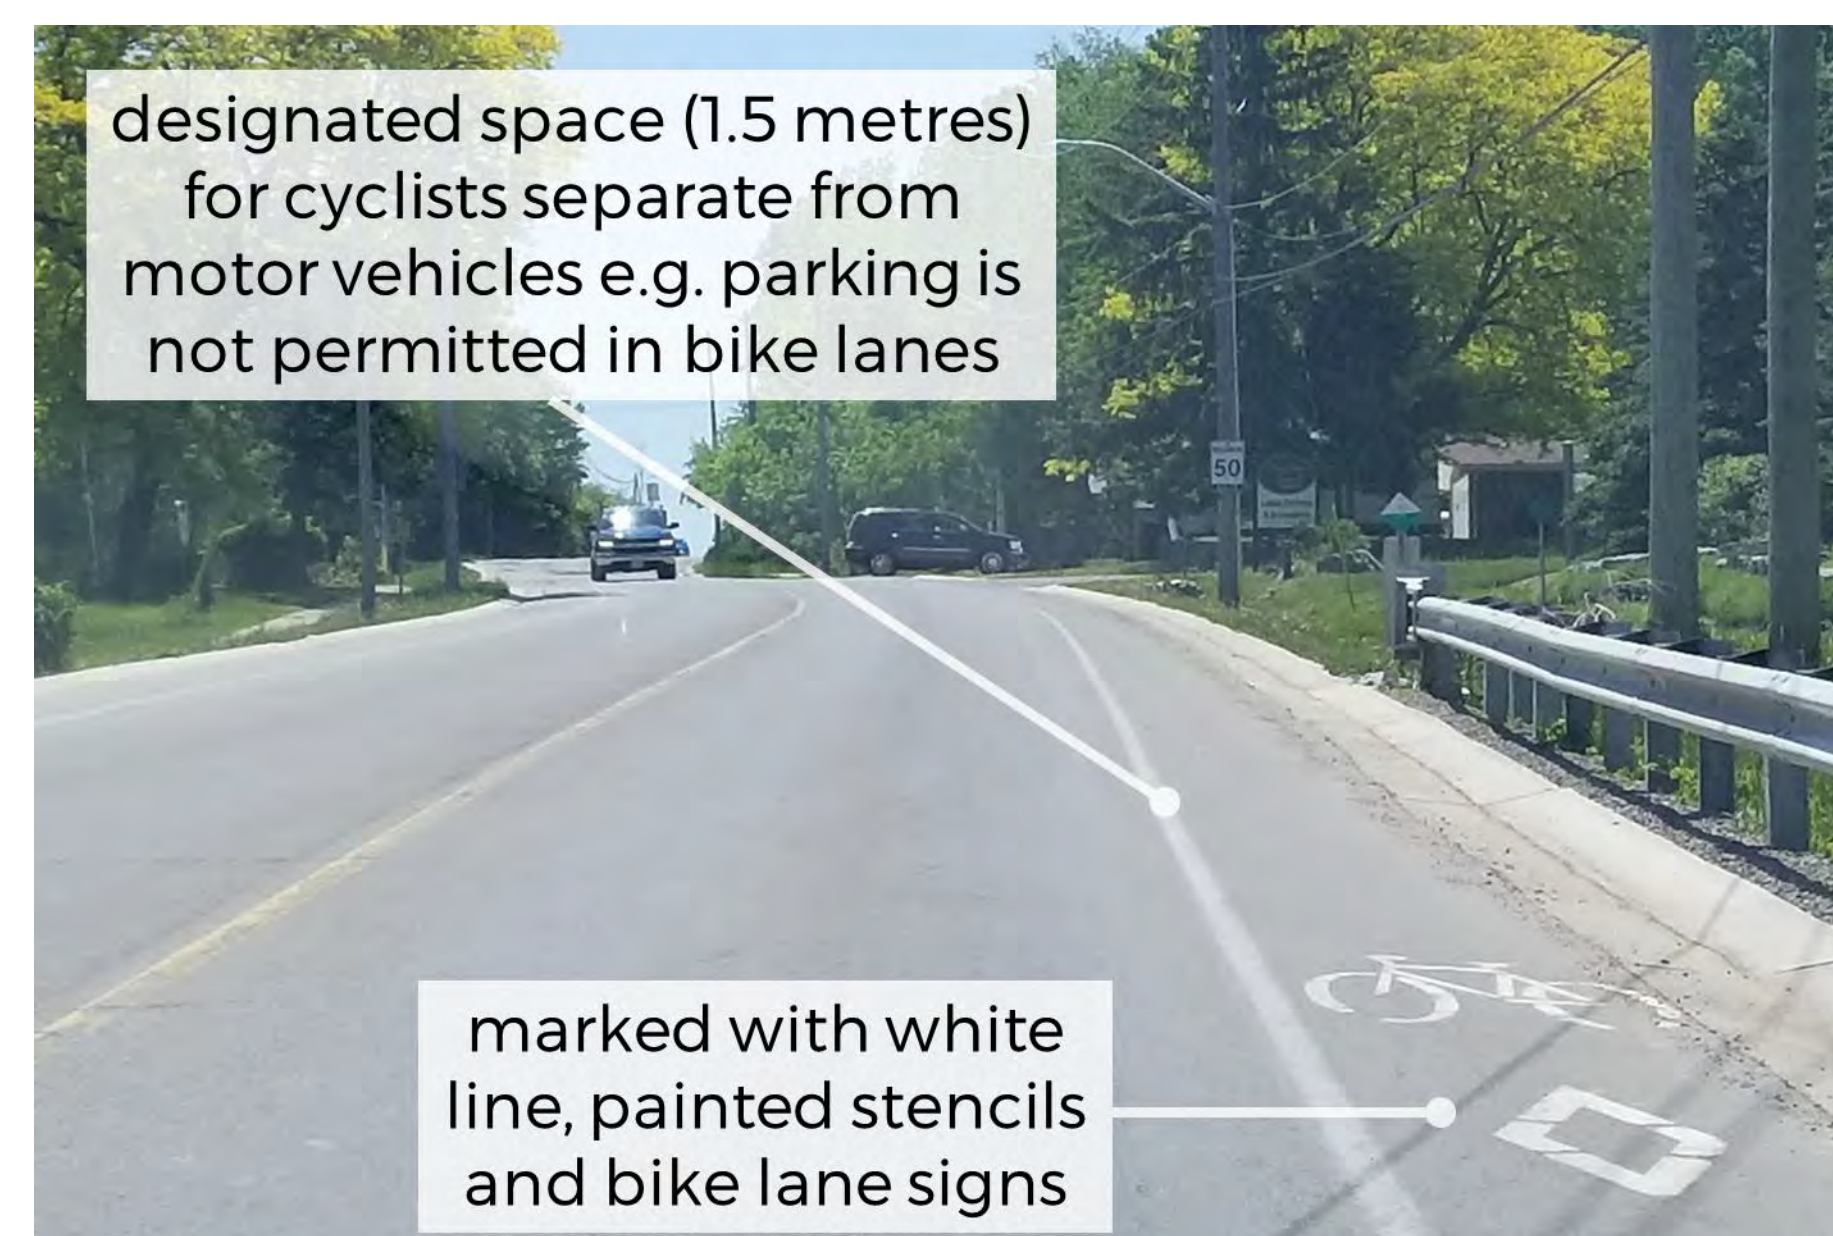 designated space (1.5 metres)
for cyclists separate from
motor vehicles e.g. parking is
not permitted in bike lanes
50
marked with white
line, painted stencils
and bike lane signs